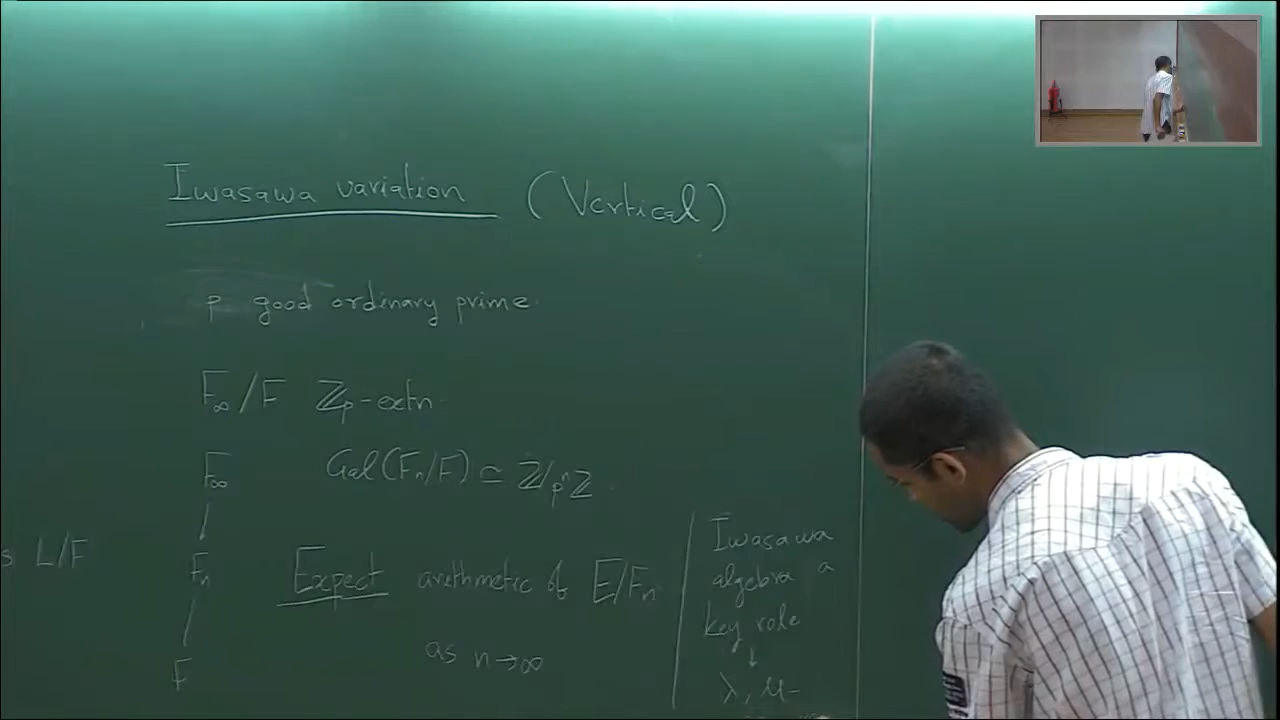 Iwasawa variation (Vertical)
p good ordinary prime.
F∞/F ℤp-extn.
F∞
Gal(Fn/F) ≃ ℤ/pⁿℤ.
s L/F
Fn
Expect arithmetic of E/Fn
as n→∞
F
Iwasawa
algebra a
key role
↓
λ, μ-